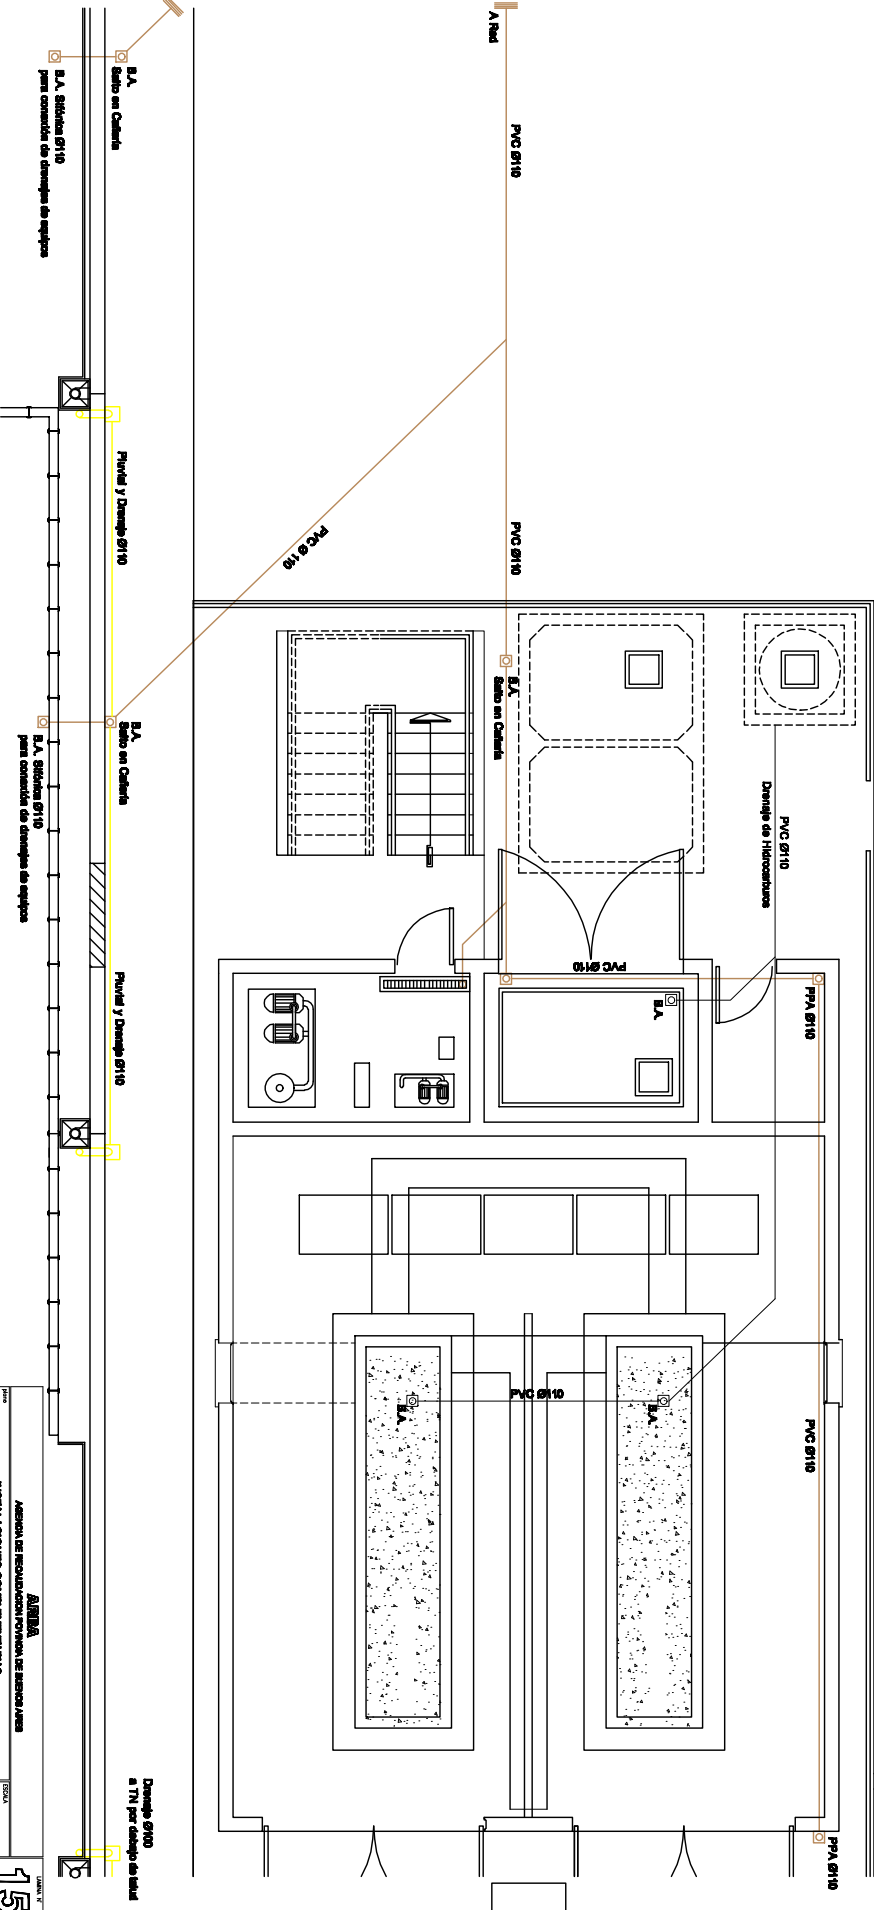 A Red
B.A.
Salto en Cañería
B.A. Sifónica Ø110
para conexión de drenajes de equipos
PVC Ø110
PVC Ø110
PVC Ø 110
Pluvial y Drenaje Ø110
B.A.
Salto en Cañería
B.A.
Salto en Cañería
B.A. Sifónica Ø110
para conexión de drenajes de equipos
PVC Ø110
Drenaje de Hidrocarburos
PVC Ø110
PPA Ø110
B.A.
Pluvial y Drenaje Ø110
PVC Ø110
B.A.
B.A.
PVC Ø110
PPA Ø110
Drenaje Ø100
a TN por debajo de talud
ARBA
AGENCIA DE RECAUDACION POVINCIA DE BUENOS AIRES
plano
ESCALA
LAMINA N°
15